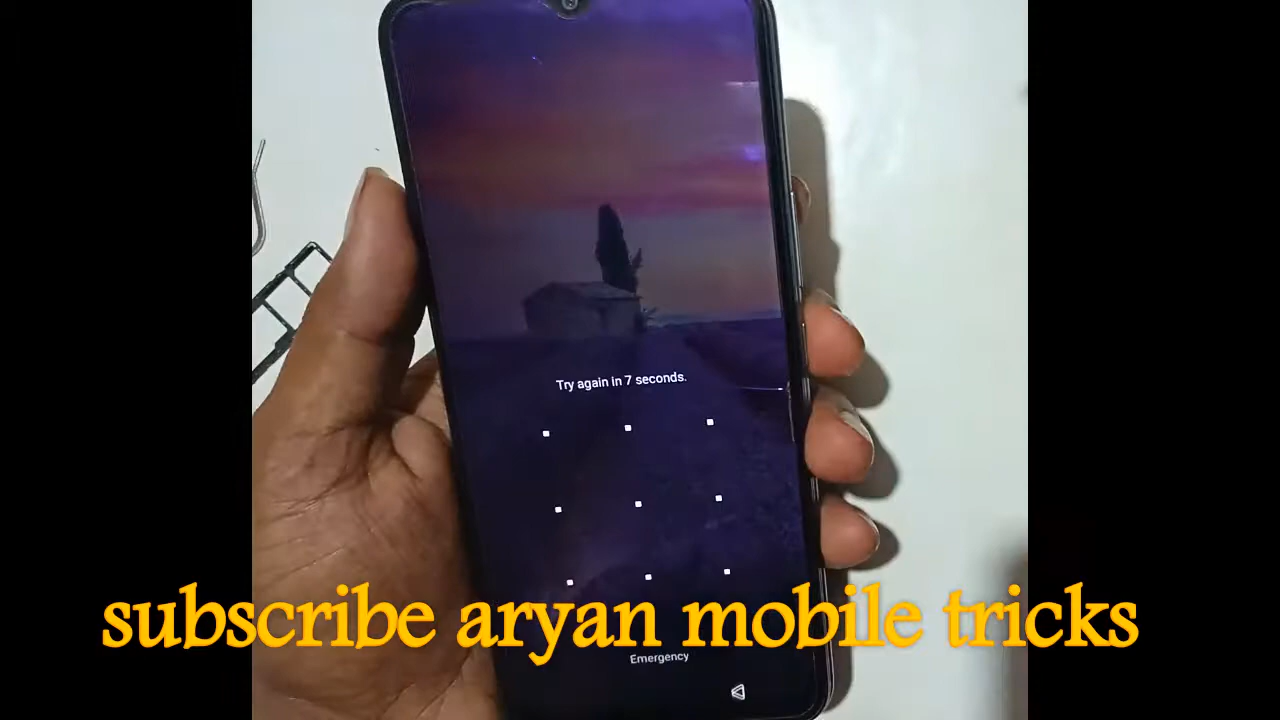 Try again in 7 seconds.
subscribe aryan mobile tricks
Emergency